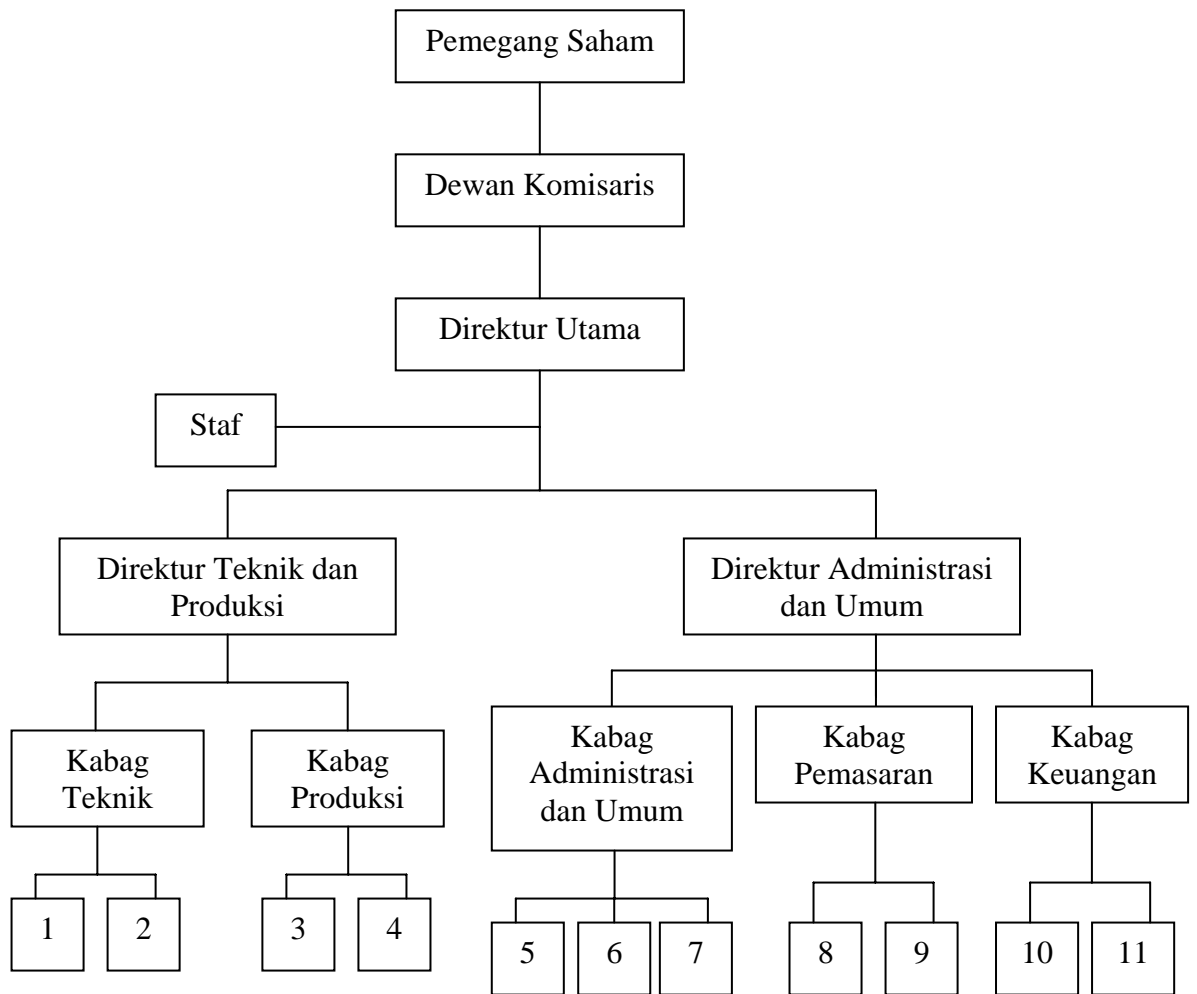 Pemegang Saham
Dewan Komisaris
Direktur Utama
Staf
Direktur Teknik dan
Produksi
Direktur Administrasi
dan Umum
Kabag
Teknik
Kabag
Produksi
Kabag
Administrasi
dan Umum
Kabag
Pemasaran
Kabag
Keuangan
1
2
3
4
5
6
7
8
9
10
11